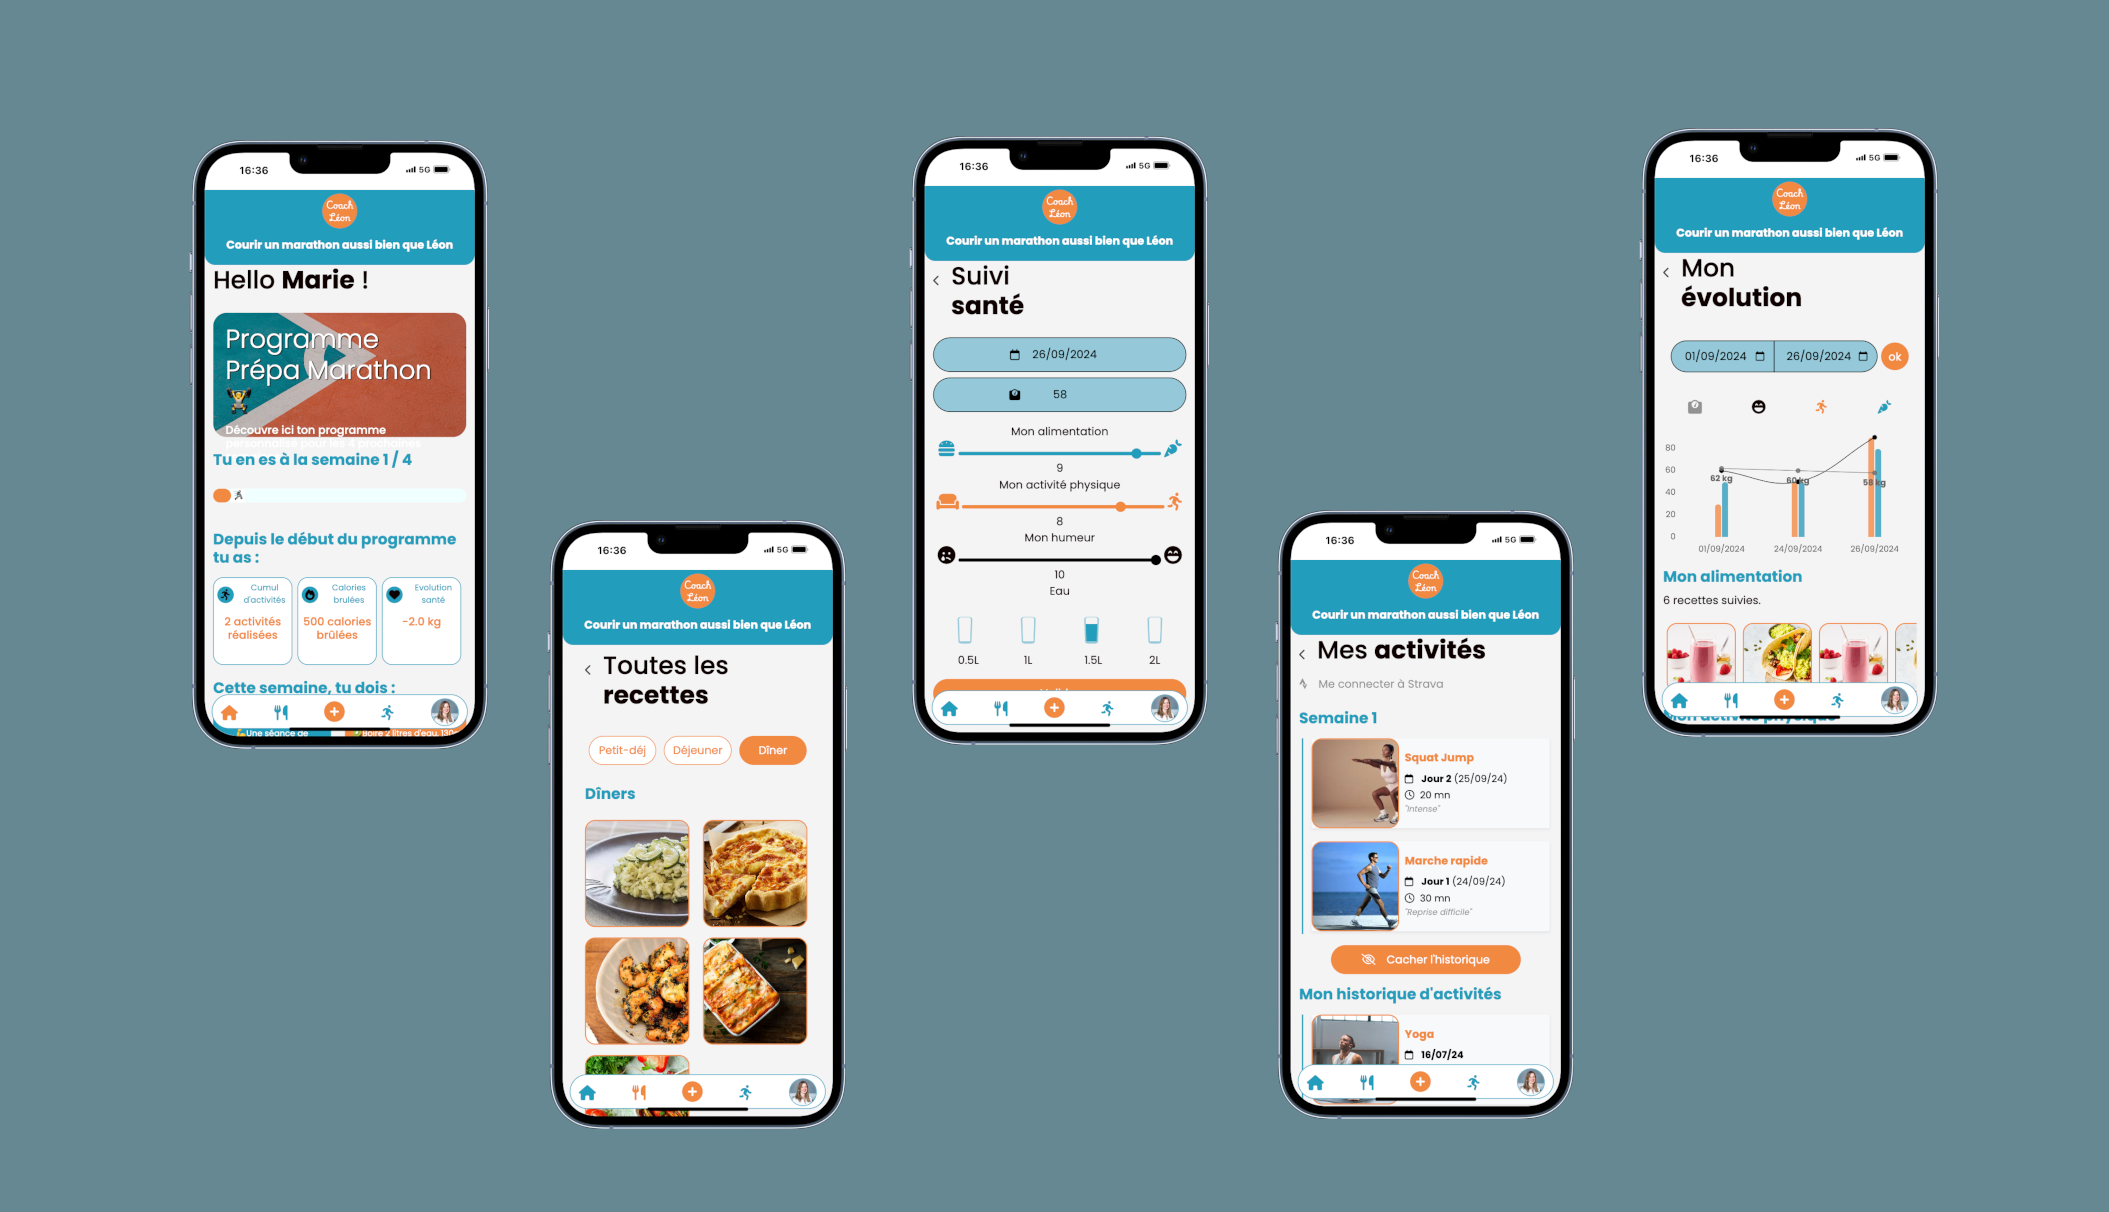 16:36
5G
Coach
Léon
Courir un marathon aussi bien que Léon
Hello Marie !
Programme
Prépa Marathon
Découvre ici ton programme
personnalisé pour les 4 prochaines
Tu en es à la semaine 1 / 4
Depuis le début du programme
tu as :
Cumul
d'activités
2 activités
réalisées
Calories
brulées
500 calories
brûlées
Evolution
santé
-2.0 kg
Cette semaine, tu dois :
Une séance de
Boire 2 litres d'eau, 130
16:36
5G
Coach
Léon
Courir un marathon aussi bien que Léon
Toutes les
recettes
Petit-déj
Déjeuner
Dîner
Dîners
16:36
5G
Coach
Léon
Courir un marathon aussi bien que Léon
Suivi
santé
26/09/2024
58
Mon alimentation
9
Mon activité physique
8
Mon humeur
10
Eau
0.5L
1L
1.5L
2L
16:36
5G
Coach
Léon
Courir un marathon aussi bien que Léon
Mes activités
Me connecter à Strava
Semaine 1
Squat Jump
Jour 2 (25/09/24)
20 mn
"Intense"
Marche rapide
Jour 1 (24/09/24)
30 mn
"Reprise difficile"
Cacher l'historique
Mon historique d'activités
Yoga
16/07/24
16:36
5G
Coach
Léon
Courir un marathon aussi bien que Léon
Mon
évolution
01/09/2024
26/09/2024
ok
80
60
40
20
0
62 kg
60 kg
58 kg
01/09/2024
24/09/2024
26/09/2024
Mon alimentation
6 recettes suivies.
Mon activité physique